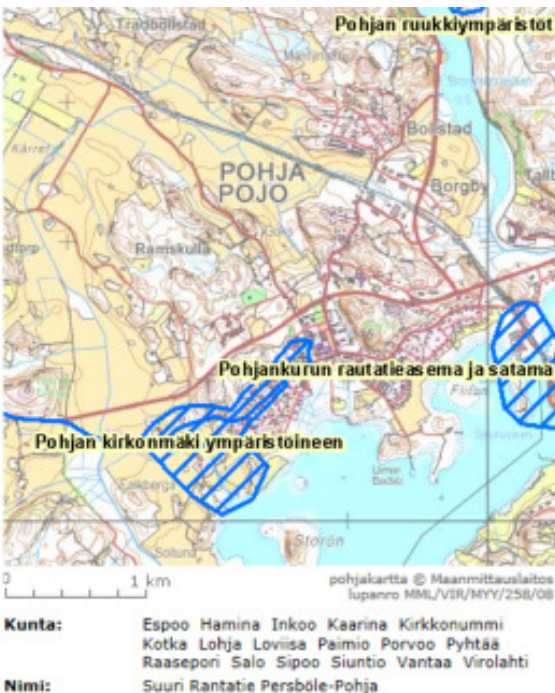 Pohjan ruukkiympäristöt
Tradbollstad
Bollstad
POHJA
POJO
Borgby
Ramskulla
Pohjankurun rautatieasema ja satama
Pohjan kirkonmäki ympäristöineen
Storön
0 1 km
pohjakartta © Maanmittauslaitos
lupanro MML/VIR/MYY/258/08
Kunta: Espoo Hamina Inkoo Kaarina Kirkkonummi
Kotka Lohja Loviisa Paimio Porvoo Pyhtää
Raasepori Salo Sipoo Siuntio Vantaa Virolahti
Nimi: Suuri Rantatie Persböle-Pohja